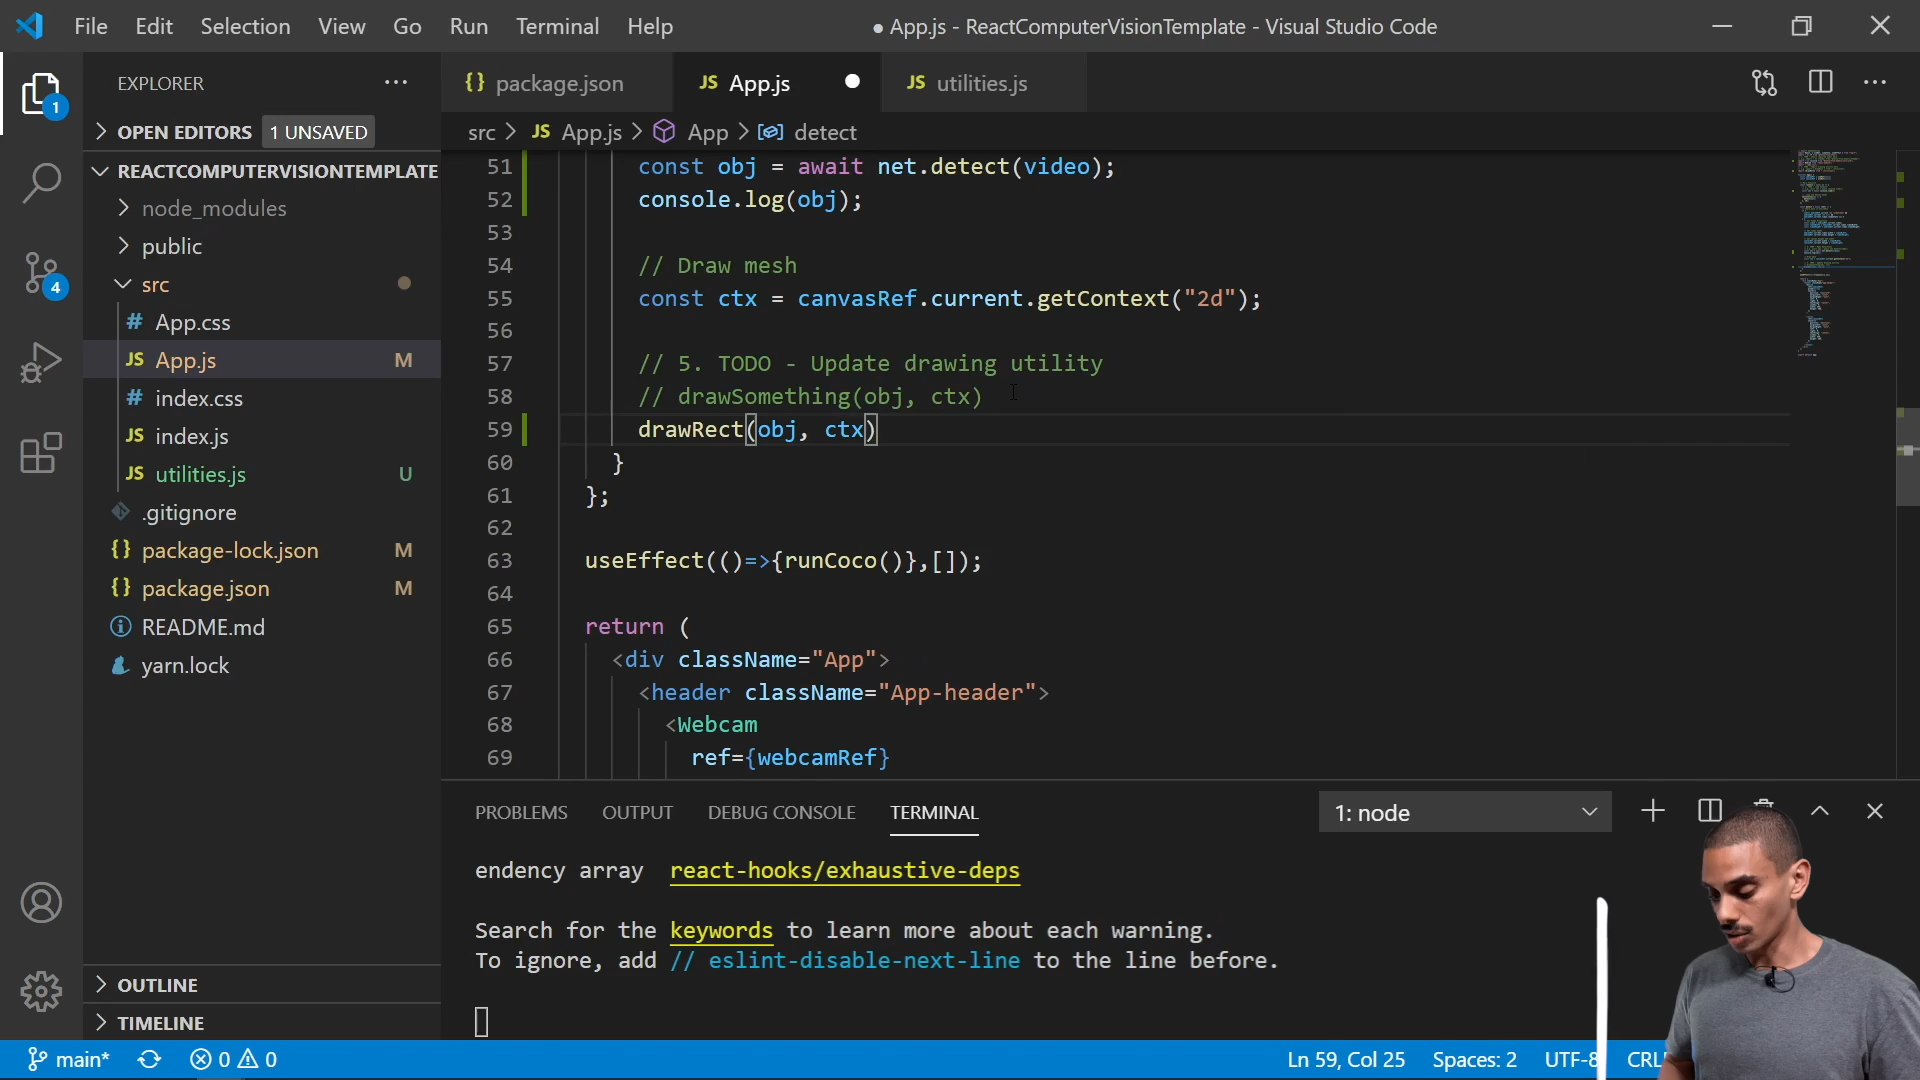 File Edit Selection View Go Run Terminal Help
● App.js - ReactComputerVisionTemplate - Visual Studio Code
EXPLORER
{} package.json
JS App.js
JS utilities.js
OPEN EDITORS 1 UNSAVED
src > JS App.js > App > detect
REACTCOMPUTERVISIONTEMPLATE
node_modules
public
src
# App.css
JS App.js M
# index.css
JS index.js
JS utilities.js U
.gitignore
{} package-lock.json M
{} package.json M
README.md
yarn.lock
OUTLINE
TIMELINE
1
4
51 const obj = await net.detect(video);
52 console.log(obj);
53
54 // Draw mesh
55 const ctx = canvasRef.current.getContext("2d");
56
57 // 5. TODO - Update drawing utility
58 // drawSomething(obj, ctx)
59 drawRect(obj, ctx)
60 }
61 };
62
63 useEffect(()=>{runCoco()},[]);
64
65 return (
66 <div className="App">
67 <header className="App-header">
68 <Webcam
69 ref={webcamRef}
PROBLEMS OUTPUT DEBUG CONSOLE TERMINAL
1: node
endency array react-hooks/exhaustive-deps
Search for the keywords to learn more about each warning.
To ignore, add // eslint-disable-next-line to the line before.
main* 0 0
Ln 59, Col 25 Spaces: 2 UTF-8